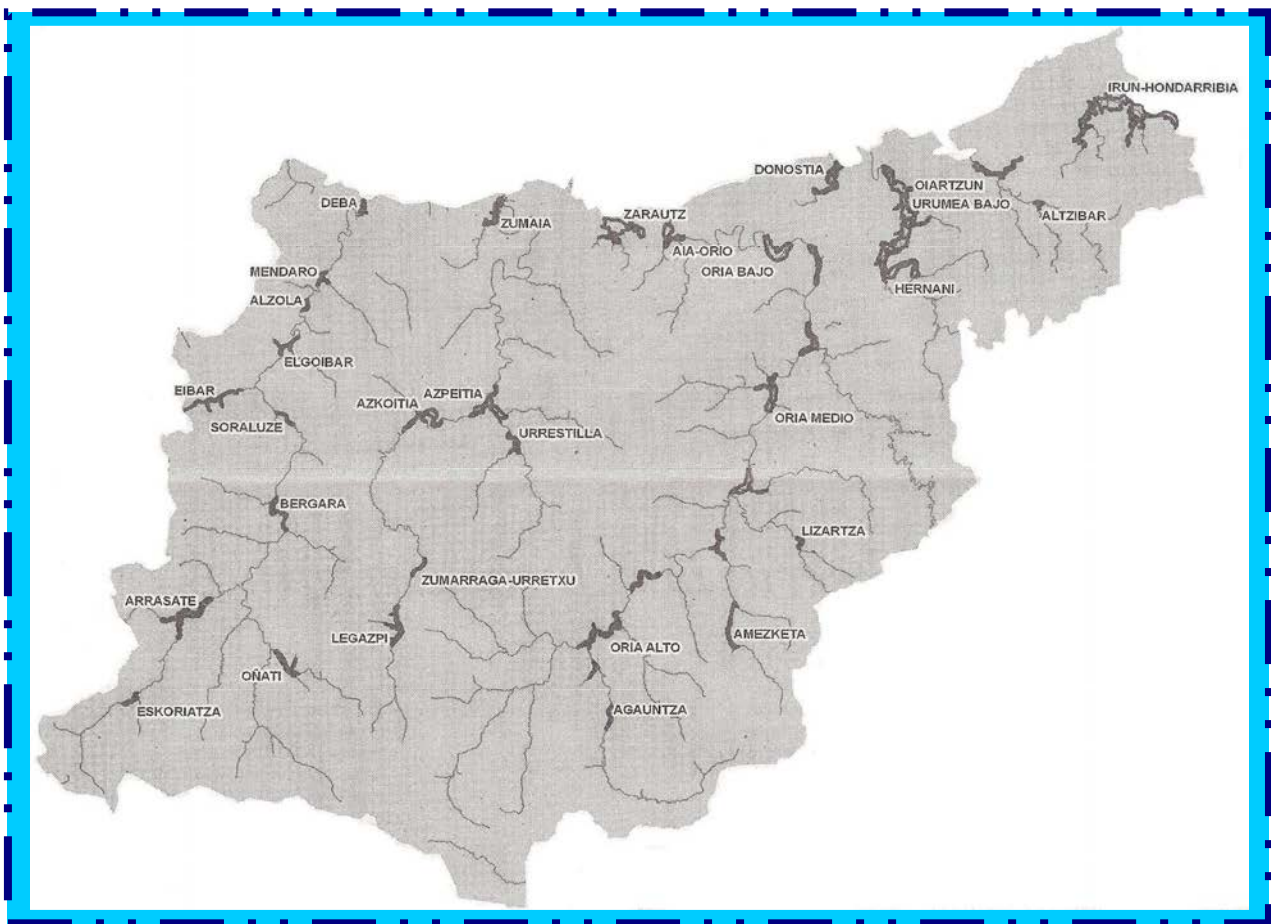 IRUN-HONDARRIBIA
DONOSTIA
OIARTZUN
DEBA
URUMEA BAJO
ZUMAIA
ZARAUTZ
ALTZIBAR
AIA-ORIO
ORIA BAJO
MENDARO
HERNANI
ALZOLA
ELGOIBAR
EIBAR
AZPEITIA
AZKOITIA
ORIA MEDIO
SORALUZE
URRESTILLA
BERGARA
LIZARTZA
ZUMARRAGA-URRETXU
ARRASATE
LEGAZPI
AMEZKETA
ORIA ALTO
OÑATI
AGAUNTZA
ESKORIATZA